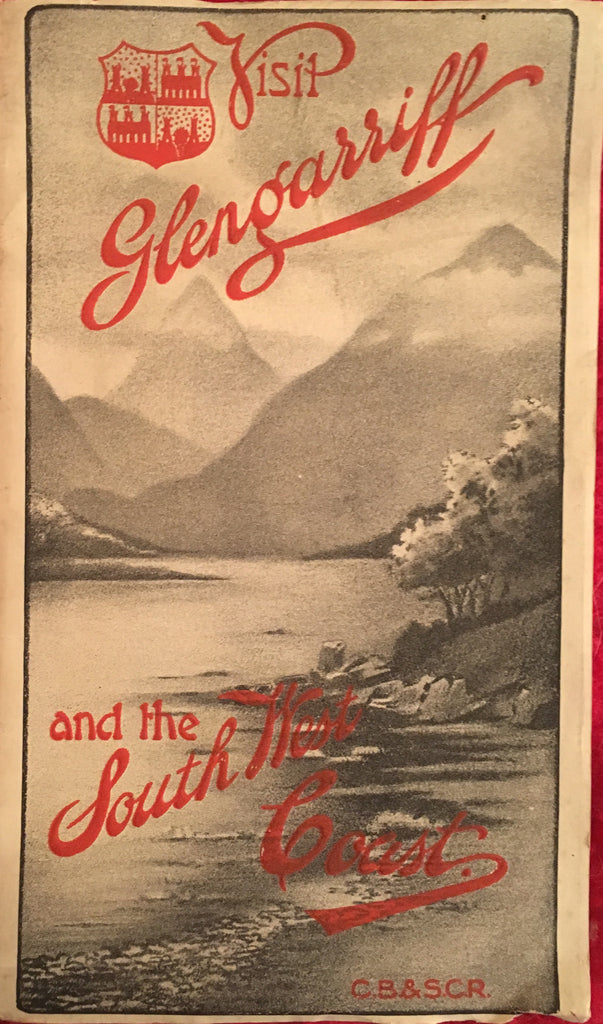 Visit
Glengarriff
and the
South West
Coast.
C.B.&S.C.R.